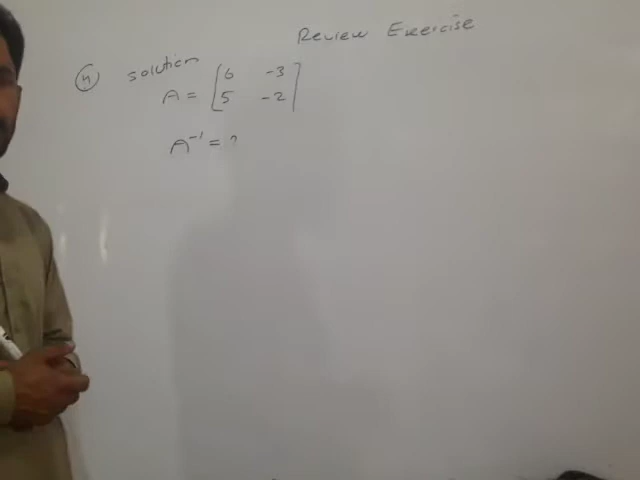 Review Exercise
4 Solution
A = [6 -3
5 -2]
A⁻¹ = ?